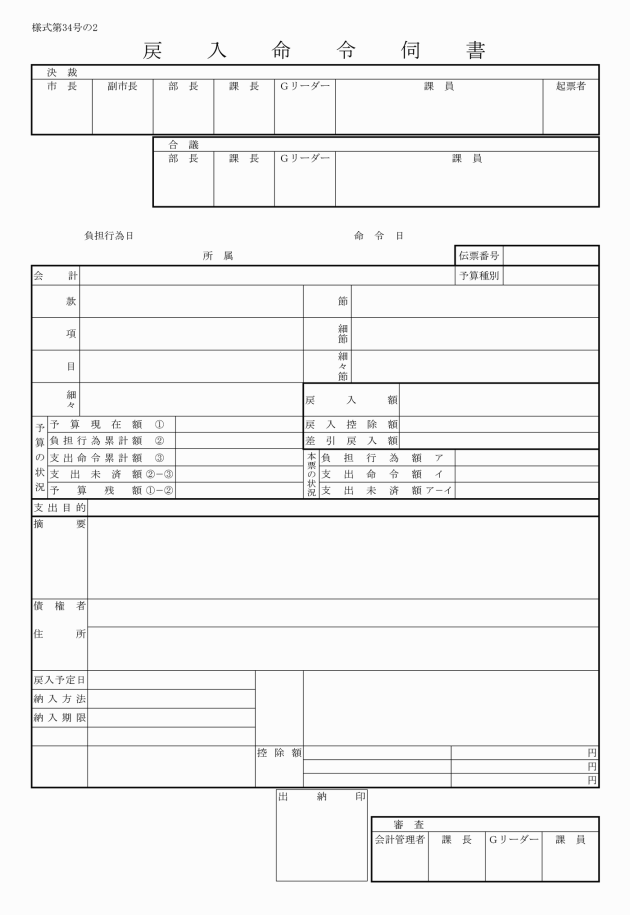 様式第34号の2
戻入命令伺書
決裁
市長 副市長 部長 課長 Gリーダー 課員 起票者
合議
部長 課長 Gリーダー 課員
負担行為日 命令日
所属 伝票番号
会計 予算種別
款 節
項 細節
目 細々節
細々 戻入額
予算の状況 予算現在額① 戻入控除額
負担行為累計額② 差引戻入額
支出命令累計額③ 本票の状況 負担行為額ア
支出未済額②−③ 支出命令額イ
予算残額①−② 支出未済額ア−イ
支出目的
摘要
債権者
住所
戻入予定日
納入方法
納入期限
控除額 円
円
円
出納印
審査
会計管理者 課長 Gリーダー 課員